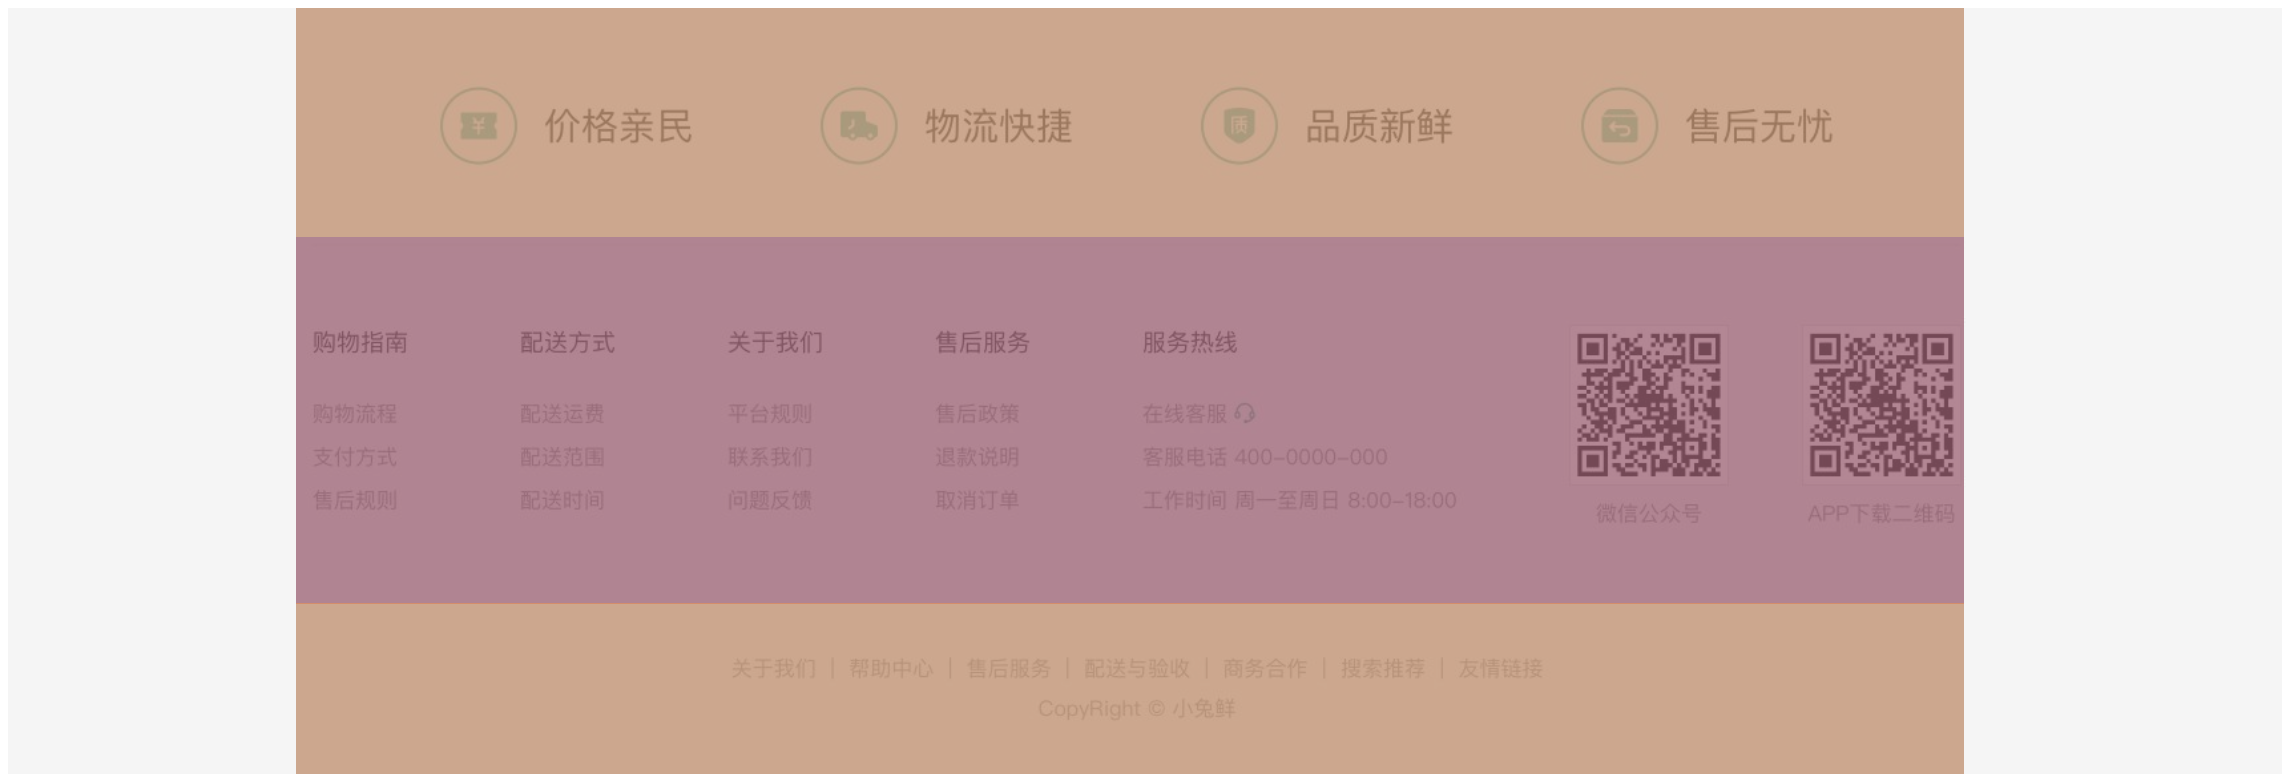 价格亲民 物流快捷 质 品质新鲜 售后无忧
购物指南 配送方式 关于我们 售后服务 服务热线
购物流程 配送运费 平台规则 售后政策 在线客服
支付方式 配送范围 联系我们 退款说明 客服电话 400-0000-000
售后规则 配送时间 问题反馈 取消订单 工作时间 周一至周日 8:00-18:00
微信公众号 APP下载二维码
关于我们 | 帮助中心 | 售后服务 | 配送与验收 | 商务合作 | 搜索推荐 | 友情链接
CopyRight © 小兔鲜